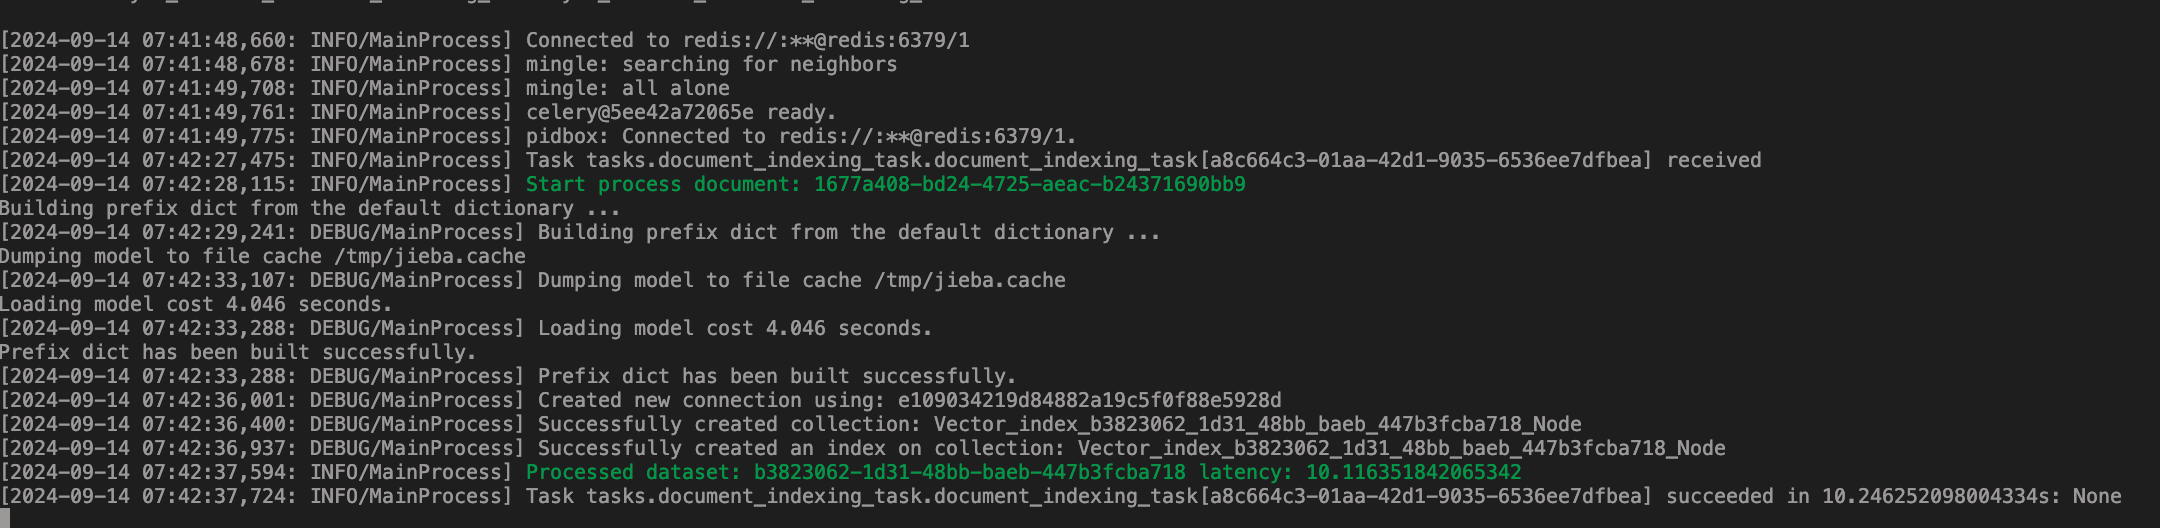 [2024-09-14 07:41:48,660: INFO/MainProcess] Connected to redis://:**@redis:6379/1
[2024-09-14 07:41:48,678: INFO/MainProcess] mingle: searching for neighbors
[2024-09-14 07:41:49,708: INFO/MainProcess] mingle: all alone
[2024-09-14 07:41:49,761: INFO/MainProcess] celery@5ee42a72065e ready.
[2024-09-14 07:41:49,775: INFO/MainProcess] pidbox: Connected to redis://:**@redis:6379/1.
[2024-09-14 07:42:27,475: INFO/MainProcess] Task tasks.document_indexing_task.document_indexing_task[a8c664c3-01aa-42d1-9035-6536ee7dfbea] received
[2024-09-14 07:42:28,115: INFO/MainProcess] Start process document: 1677a408-bd24-4725-aeac-b24371690bb9
Building prefix dict from the default dictionary ...
[2024-09-14 07:42:29,241: DEBUG/MainProcess] Building prefix dict from the default dictionary ...
Dumping model to file cache /tmp/jieba.cache
[2024-09-14 07:42:33,107: DEBUG/MainProcess] Dumping model to file cache /tmp/jieba.cache
Loading model cost 4.046 seconds.
[2024-09-14 07:42:33,288: DEBUG/MainProcess] Loading model cost 4.046 seconds.
Prefix dict has been built successfully.
[2024-09-14 07:42:33,288: DEBUG/MainProcess] Prefix dict has been built successfully.
[2024-09-14 07:42:36,001: DEBUG/MainProcess] Created new connection using: e109034219d84882a19c5f0f88e5928d
[2024-09-14 07:42:36,400: DEBUG/MainProcess] Successfully created collection: Vector_index_b3823062_1d31_48bb_baeb_447b3fcba718_Node
[2024-09-14 07:42:36,937: DEBUG/MainProcess] Successfully created an index on collection: Vector_index_b3823062_1d31_48bb_baeb_447b3fcba718_Node
[2024-09-14 07:42:37,594: INFO/MainProcess] Processed dataset: b3823062-1d31-48bb-baeb-447b3fcba718 latency: 10.116351842065342
[2024-09-14 07:42:37,724: INFO/MainProcess] Task tasks.document_indexing_task.document_indexing_task[a8c664c3-01aa-42d1-9035-6536ee7dfbea] succeeded in 10.246252098004334s: None